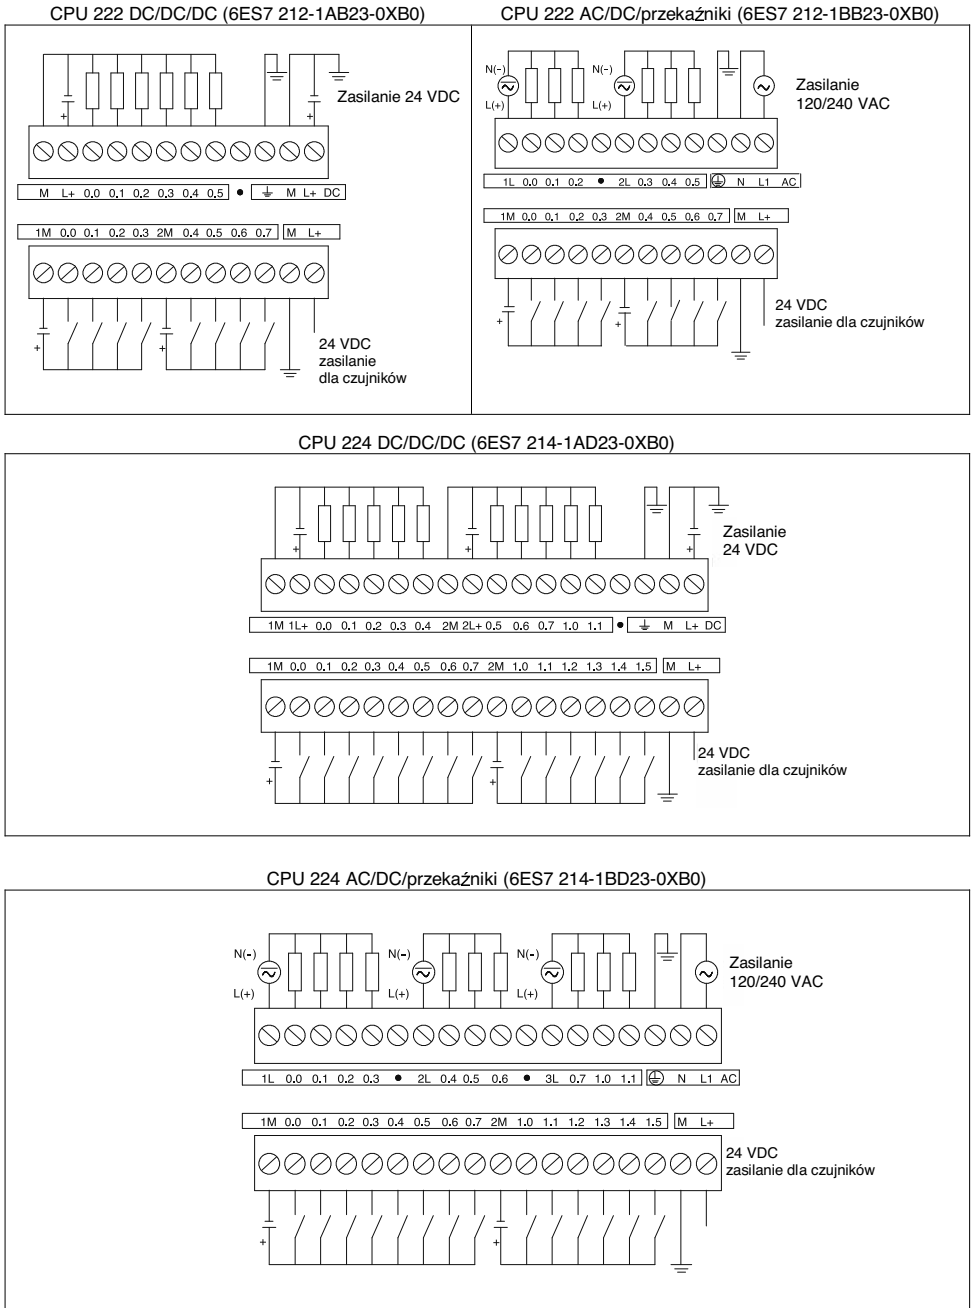 CPU 222 DC/DC/DC (6ES7 212-1AB23-0XB0)
Zasilanie 24 VDC
+ +
M L+ 0.0 0.1 0.2 0.3 0.4 0.5 • M L+ DC
1M 0.0 0.1 0.2 0.3 2M 0.4 0.5 0.6 0.7 M L+
+ +
24 VDC
zasilanie
dla czujników
CPU 222 AC/DC/przekaźniki (6ES7 212-1BB23-0XB0)
N(-) N(-)
L(+) L(+)
Zasilanie
120/240 VAC
1L 0.0 0.1 0.2 • 2L 0.3 0.4 0.5 N L1 AC
1M 0.0 0.1 0.2 0.3 2M 0.4 0.5 0.6 0.7 M L+
+ +
24 VDC
zasilanie dla czujników
CPU 224 DC/DC/DC (6ES7 214-1AD23-0XB0)
Zasilanie
24 VDC
+ + +
1M 1L+ 0.0 0.1 0.2 0.3 0.4 2M 2L+ 0.5 0.6 0.7 1.0 1.1 • M L+ DC
1M 0.0 0.1 0.2 0.3 0.4 0.5 0.6 0.7 2M 1.0 1.1 1.2 1.3 1.4 1.5 M L+
+ +
24 VDC
zasilanie dla czujników
CPU 224 AC/DC/przekaźniki (6ES7 214-1BD23-0XB0)
N(-) N(-) N(-)
L(+) L(+) L(+)
Zasilanie
120/240 VAC
1L 0.0 0.1 0.2 0.3 • 2L 0.4 0.5 0.6 • 3L 0.7 1.0 1.1 N L1 AC
1M 0.0 0.1 0.2 0.3 0.4 0.5 0.6 0.7 2M 1.0 1.1 1.2 1.3 1.4 1.5 M L+
+ +
24 VDC
zasilanie dla czujników